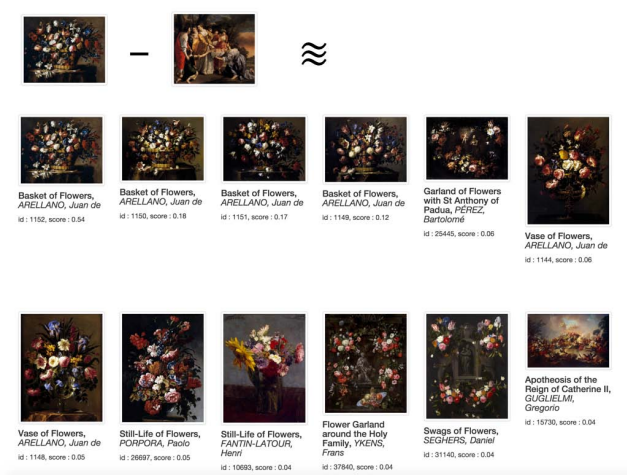 Basket of Flowers,
ARELLANO, Juan de
id : 1152, score : 0.54
Basket of Flowers,
ARELLANO, Juan de
id : 1150, score : 0.18
Basket of Flowers,
ARELLANO, Juan de
id : 1151, score : 0.17
Basket of Flowers,
ARELLANO, Juan de
id : 1149, score : 0.12
Garland of Flowers
with St Anthony of
Padua, PÉREZ,
Bartolomé
id : 25445, score : 0.06
Vase of Flowers,
ARELLANO, Juan de
id : 1144, score : 0.06
Vase of Flowers,
ARELLANO, Juan de
id : 1148, score : 0.05
Still-Life of Flowers,
PORPORA, Paolo
id : 26697, score : 0.05
Still-Life of Flowers,
FANTIN-LATOUR,
Henri
id : 10693, score : 0.04
Flower Garland
around the Holy
Family, YKENS,
Frans
id : 37840, score : 0.04
Swags of Flowers,
SEGHERS, Daniel
id : 31140, score : 0.04
Apotheosis of the
Reign of Catherine II,
GUGLIELMI,
Gregorio
id : 15730, score : 0.04